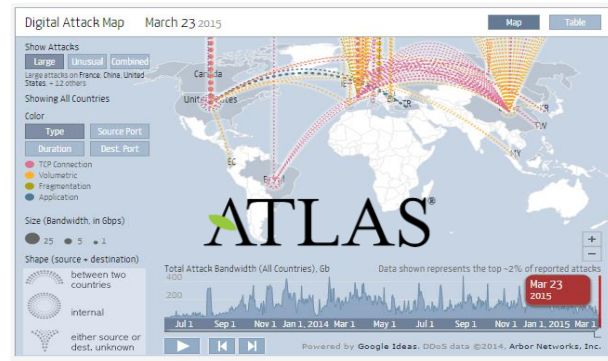 Digital Attack Map March 23 2015 Map Table
Show Attacks
Large Unusual Combined
Large attacks on France, China, United
States, + 12 others
Showing All Countries
Color
Type Source Port
Duration Dest. Port
TCP Connection
Volumetric
Fragmentation
Application
Size (Bandwidth, in Gbps)
25 5 1
Shape (source + destination)
between two
countries
internal
either source or
dest. unknown
Canada
EC
KR
TW
MY
ATLAS®
+
−
Total Attack Bandwidth (All Countries), Gb Data shown represents the top ~2% of reported attacks
400
200
Mar 23
2015
Jul 1 Sep 1 Nov 1 Jan 1, 2014 Mar 1 May 1 Jul 1 Sep 1 Nov 1 Jan 1, 2015 Mar 1
Powered by Google Ideas. DDoS data ©2014, Arbor Networks, Inc.